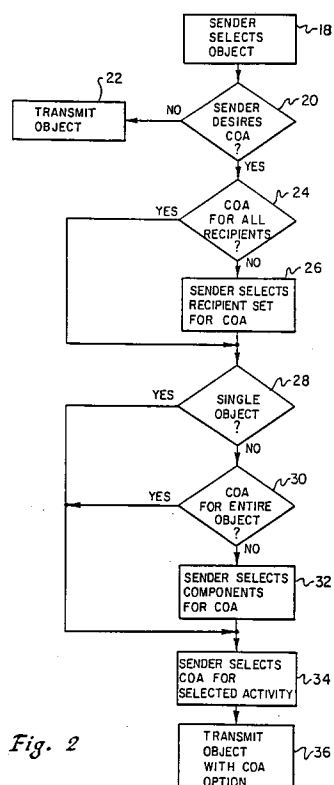 SENDER
SELECTS
OBJECT
18
22
TRANSMIT
OBJECT
NO
SENDER
DESIRES
COA
?
20
YES
24
YES
COA
FOR ALL
RECIPIENTS
?
NO
26
SENDER SELECTS
RECIPIENT SET
FOR COA
28
YES
SINGLE
OBJECT
?
NO
30
YES
COA
FOR ENTIRE
OBJECT
?
NO
SENDER SELECTS
COMPONENTS
FOR COA
32
SENDER SELECTS
COA FOR
SELECTED ACTIVITY
34
TRANSMIT
OBJECT
WITH COA
OPTION
36
Fig. 2